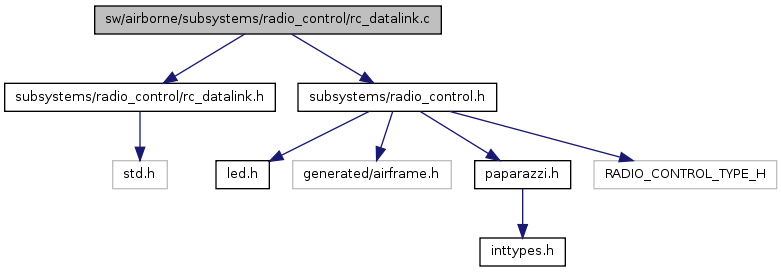 sw/airborne/subsystems/radio_control/rc_datalink.c
subsystems/radio_control/rc_datalink.h
subsystems/radio_control.h
std.h
led.h
generated/airframe.h
paparazzi.h
RADIO_CONTROL_TYPE_H
inttypes.h